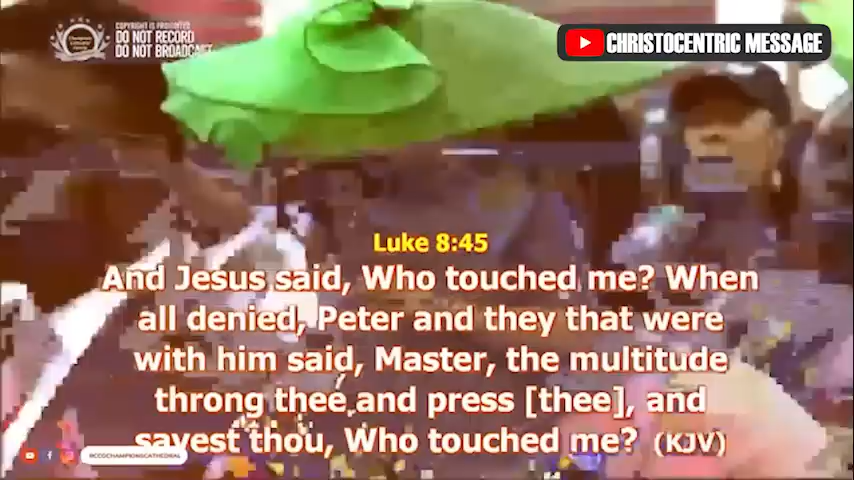 COPYRIGHT IS PROHIBITED
DO NOT RECORD
DO NOT BROADCAST
CHRISTOCENTRIC MESSAGE
Luke 8:45
And Jesus said, Who touched me? When
all denied, Peter and they that were
with him said, Master, the multitude
throng thee and press [thee], and
sayest thou, Who touched me? (KJV)
RCCGCHAMPIONSCATHEDRAL